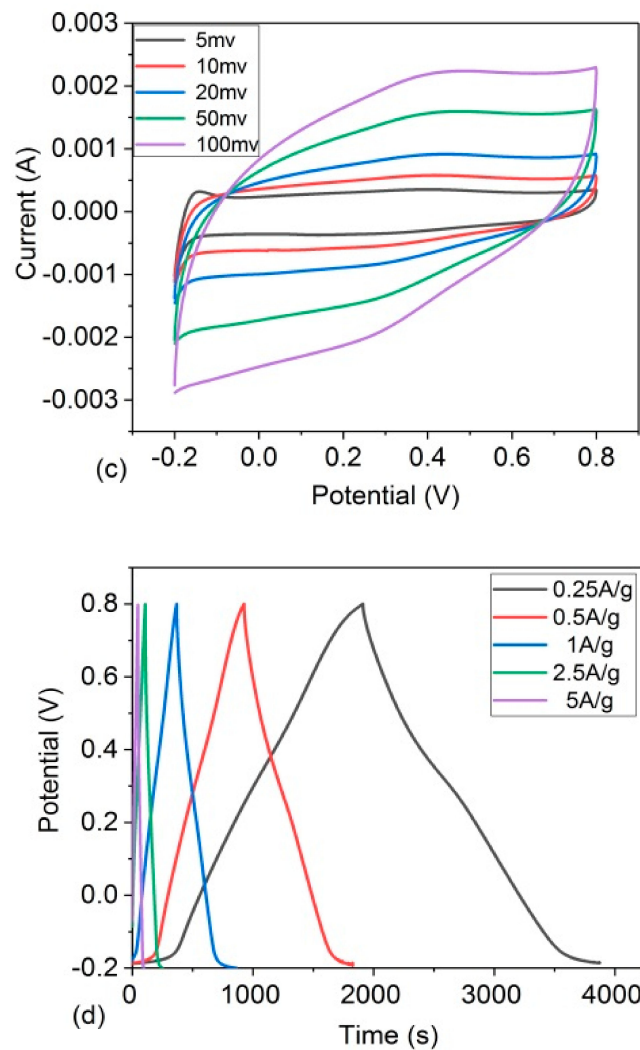 0.003
0.002
0.001
0.000
-0.001
-0.002
-0.003
Current (A)
5mv
10mv
20mv
50mv
100mv
-0.2 0.0 0.2 0.4 0.6 0.8
(c)
Potential (V)
0.8
0.4
0.2
0.0
-0.2
Potential (V)
0.25A/g
0.5A/g
1A/g
2.5A/g
5A/g
0 1000 2000 3000 4000
(d)
Time (s)